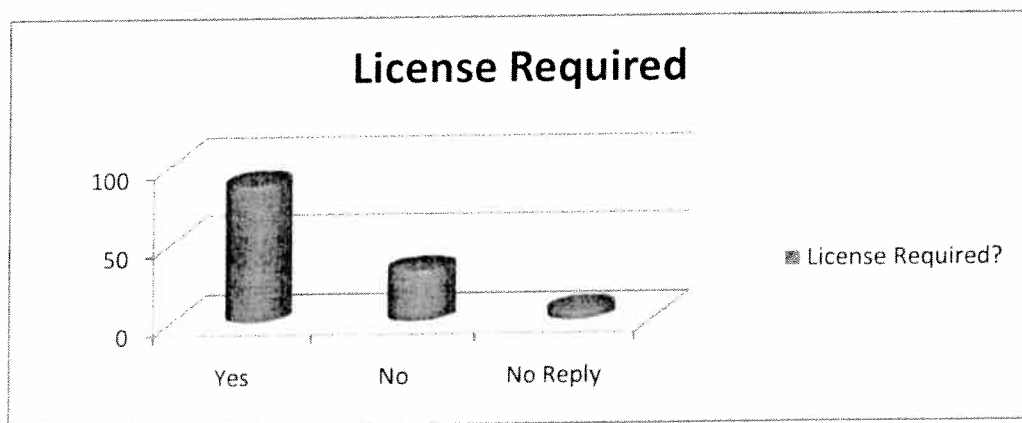 License Required
100
50
0
Yes
No
No Reply
License Required?